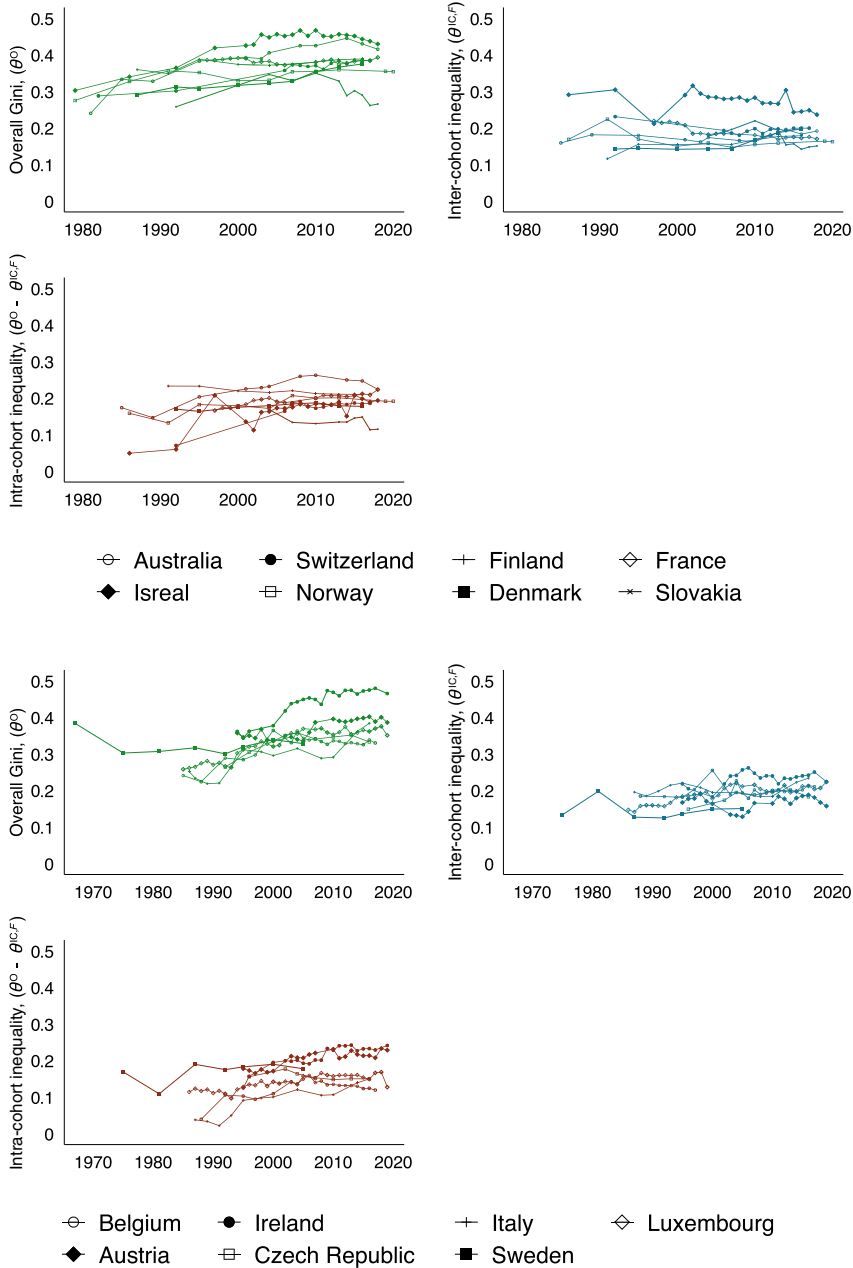 Overall Gini, (θᴼ)
0.5
0.4
0.3
0.2
0.1
0
1980 1990 2000 2010 2020
Inter-cohort inequality, (θᴵᶜ,ꟳ)
0.5
0.4
0.3
0.2
0.1
0
1980 1990 2000 2010 2020
Intra-cohort inequality, (θᴼ - θᴵᶜ,ꟳ)
0.5
0.4
0.3
0.2
0.1
0
1980 1990 2000 2010 2020
Australia Switzerland Finland France
Isreal Norway Denmark Slovakia
Overall Gini, (θᴼ)
0.5
0.4
0.3
0.2
0.1
0
1970 1980 1990 2000 2010 2020
Inter-cohort inequality, (θᴵᶜ,ꟳ)
0.5
0.4
0.3
0.2
0.1
0
1970 1980 1990 2000 2010 2020
Intra-cohort inequality, (θᴼ - θᴵᶜ,ꟳ)
0.5
0.4
0.3
0.2
0.1
0
1970 1980 1990 2000 2010 2020
Belgium Ireland Italy Luxembourg
Austria Czech Republic Sweden